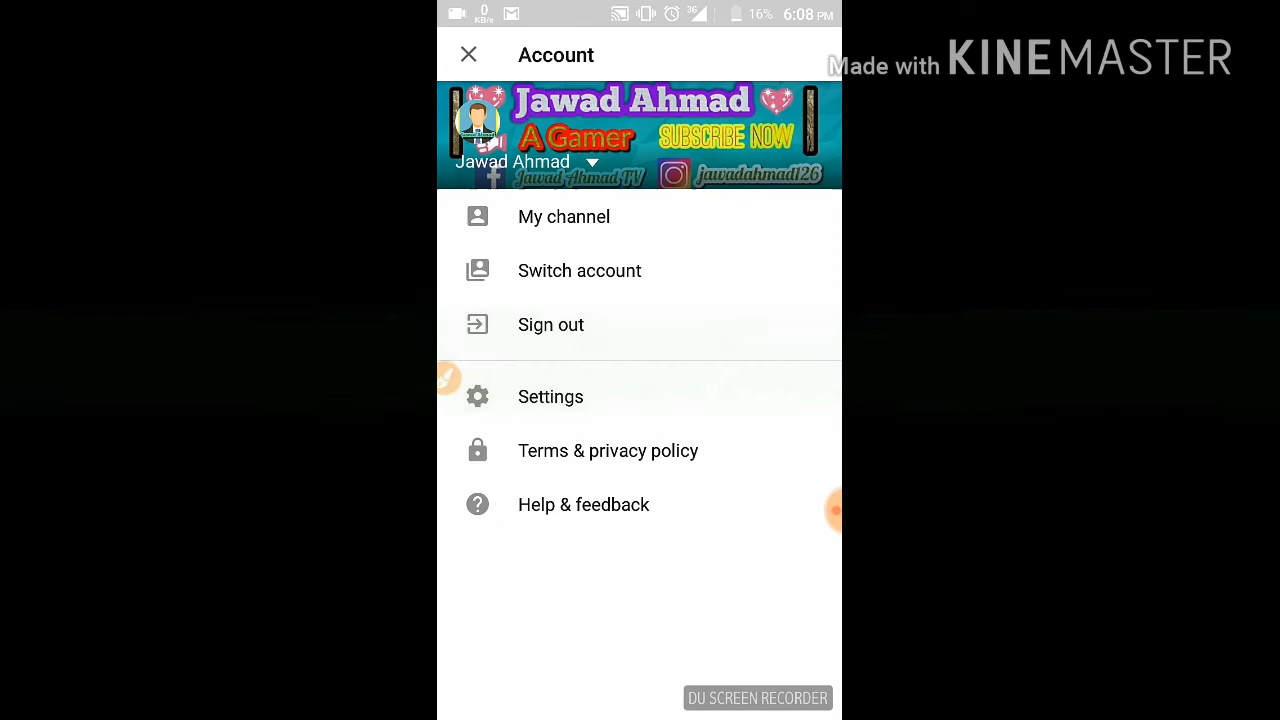 0
KB/s
3G
16%
6:08 PM
Made with KINEMASTER
Account
Jawad Ahmad
A Gamer SUBSCRIBE NOW
Jawad Ahmad
Jawad Ahmad TV jawadahmad126
My channel
Switch account
Sign out
Settings
Terms & privacy policy
Help & feedback
DU SCREEN RECORDER